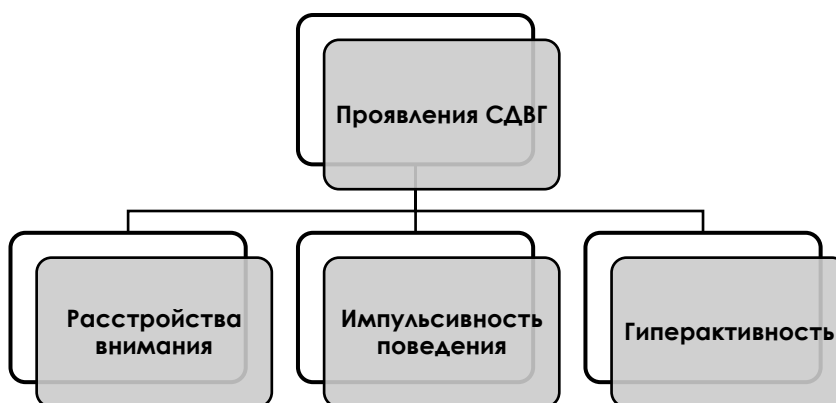 Проявления СДВГ
Расстройства
внимания
Импульсивность
поведения
Гиперактивность